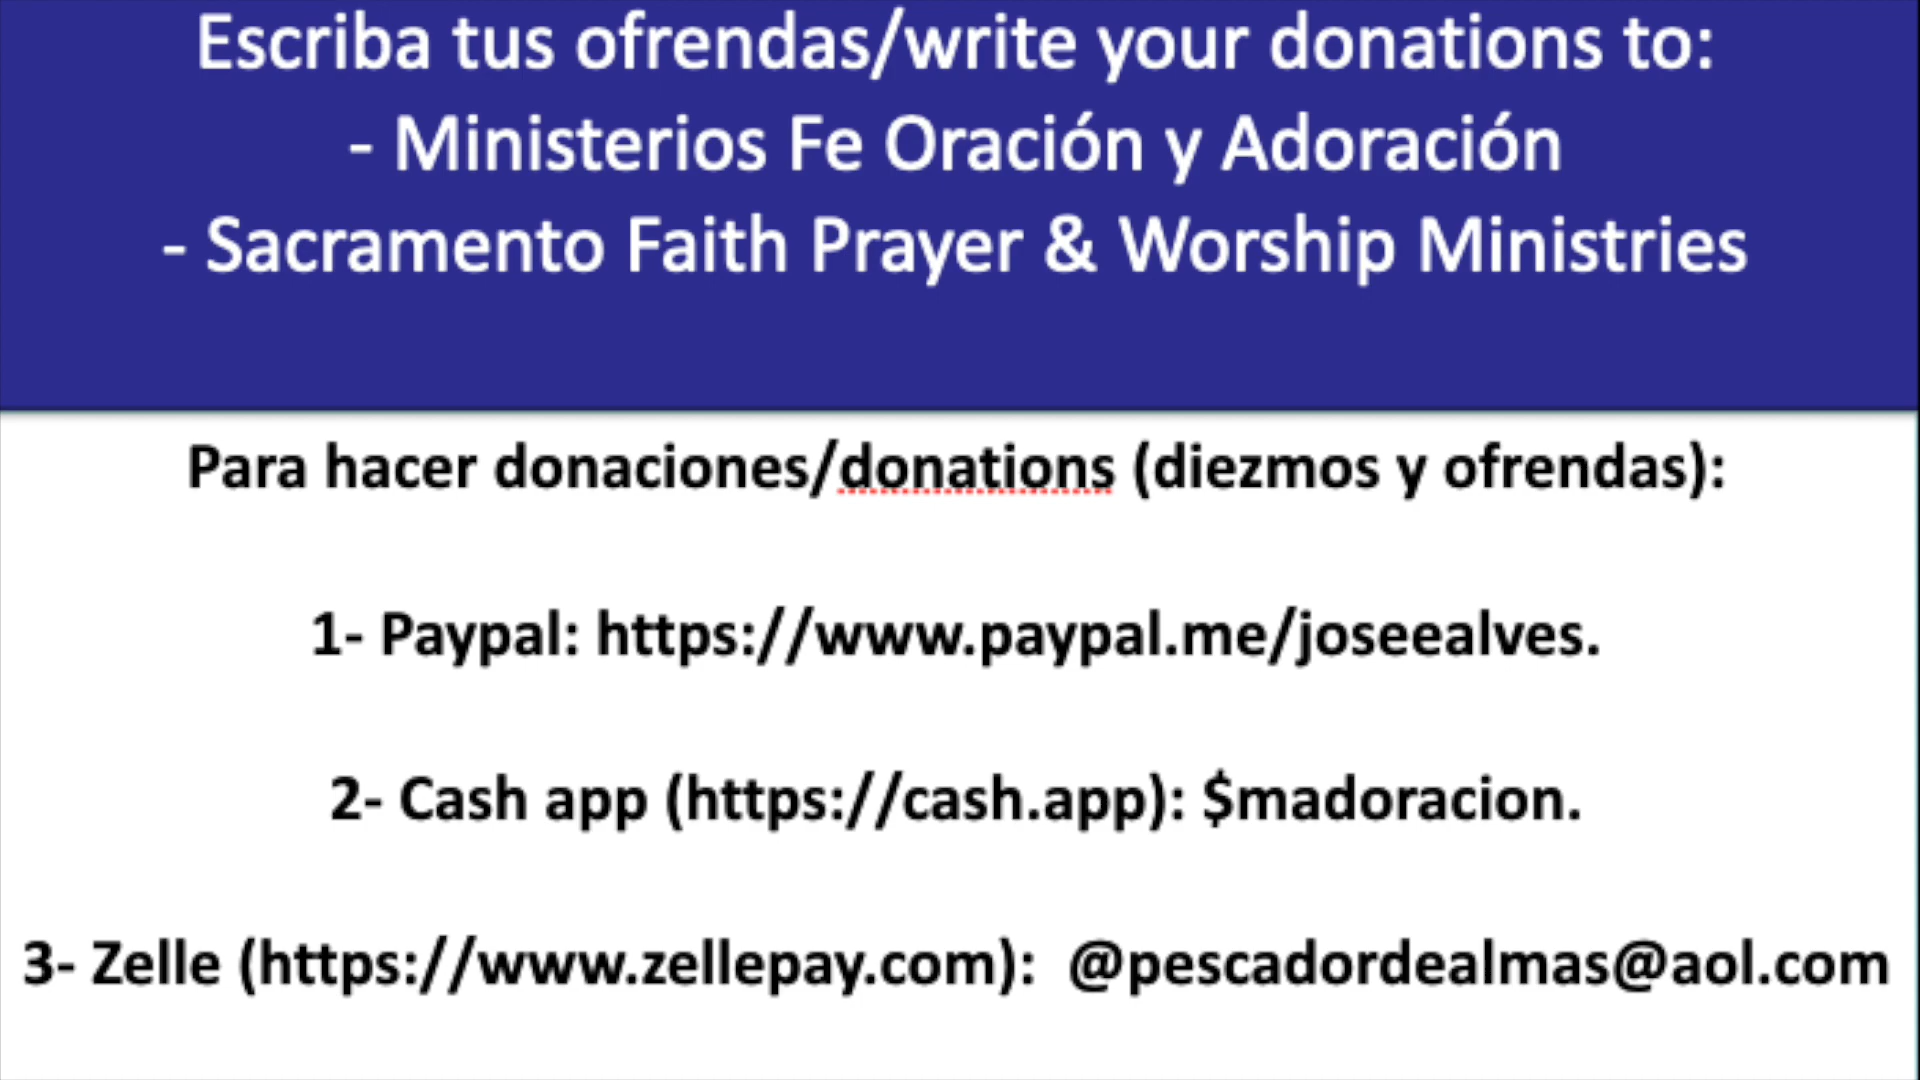 Escriba tus ofrendas/write your donations to:
- Ministerios Fe Oración y Adoración
- Sacramento Faith Prayer & Worship Ministries
Para hacer donaciones/donations (diezmos y ofrendas):
1- Paypal: https://www.paypal.me/joseealves.
2- Cash app (https://cash.app): $madoracion.
3- Zelle (https://www.zellepay.com): @pescadordealmas@aol.com